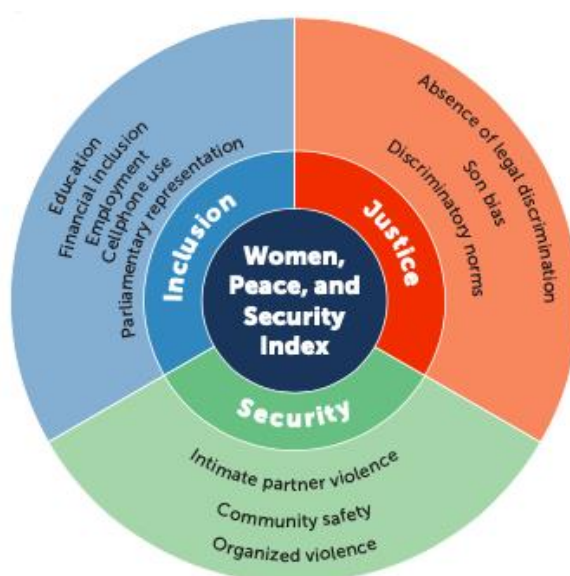 Women,
Peace, and
Security
Index
Inclusion
Education
Financial inclusion
Employment
Cellphone use
Parliamentary representation
Justice
Absence of legal discrimination
Son bias
Discriminatory norms
Security
Intimate partner violence
Community safety
Organized violence